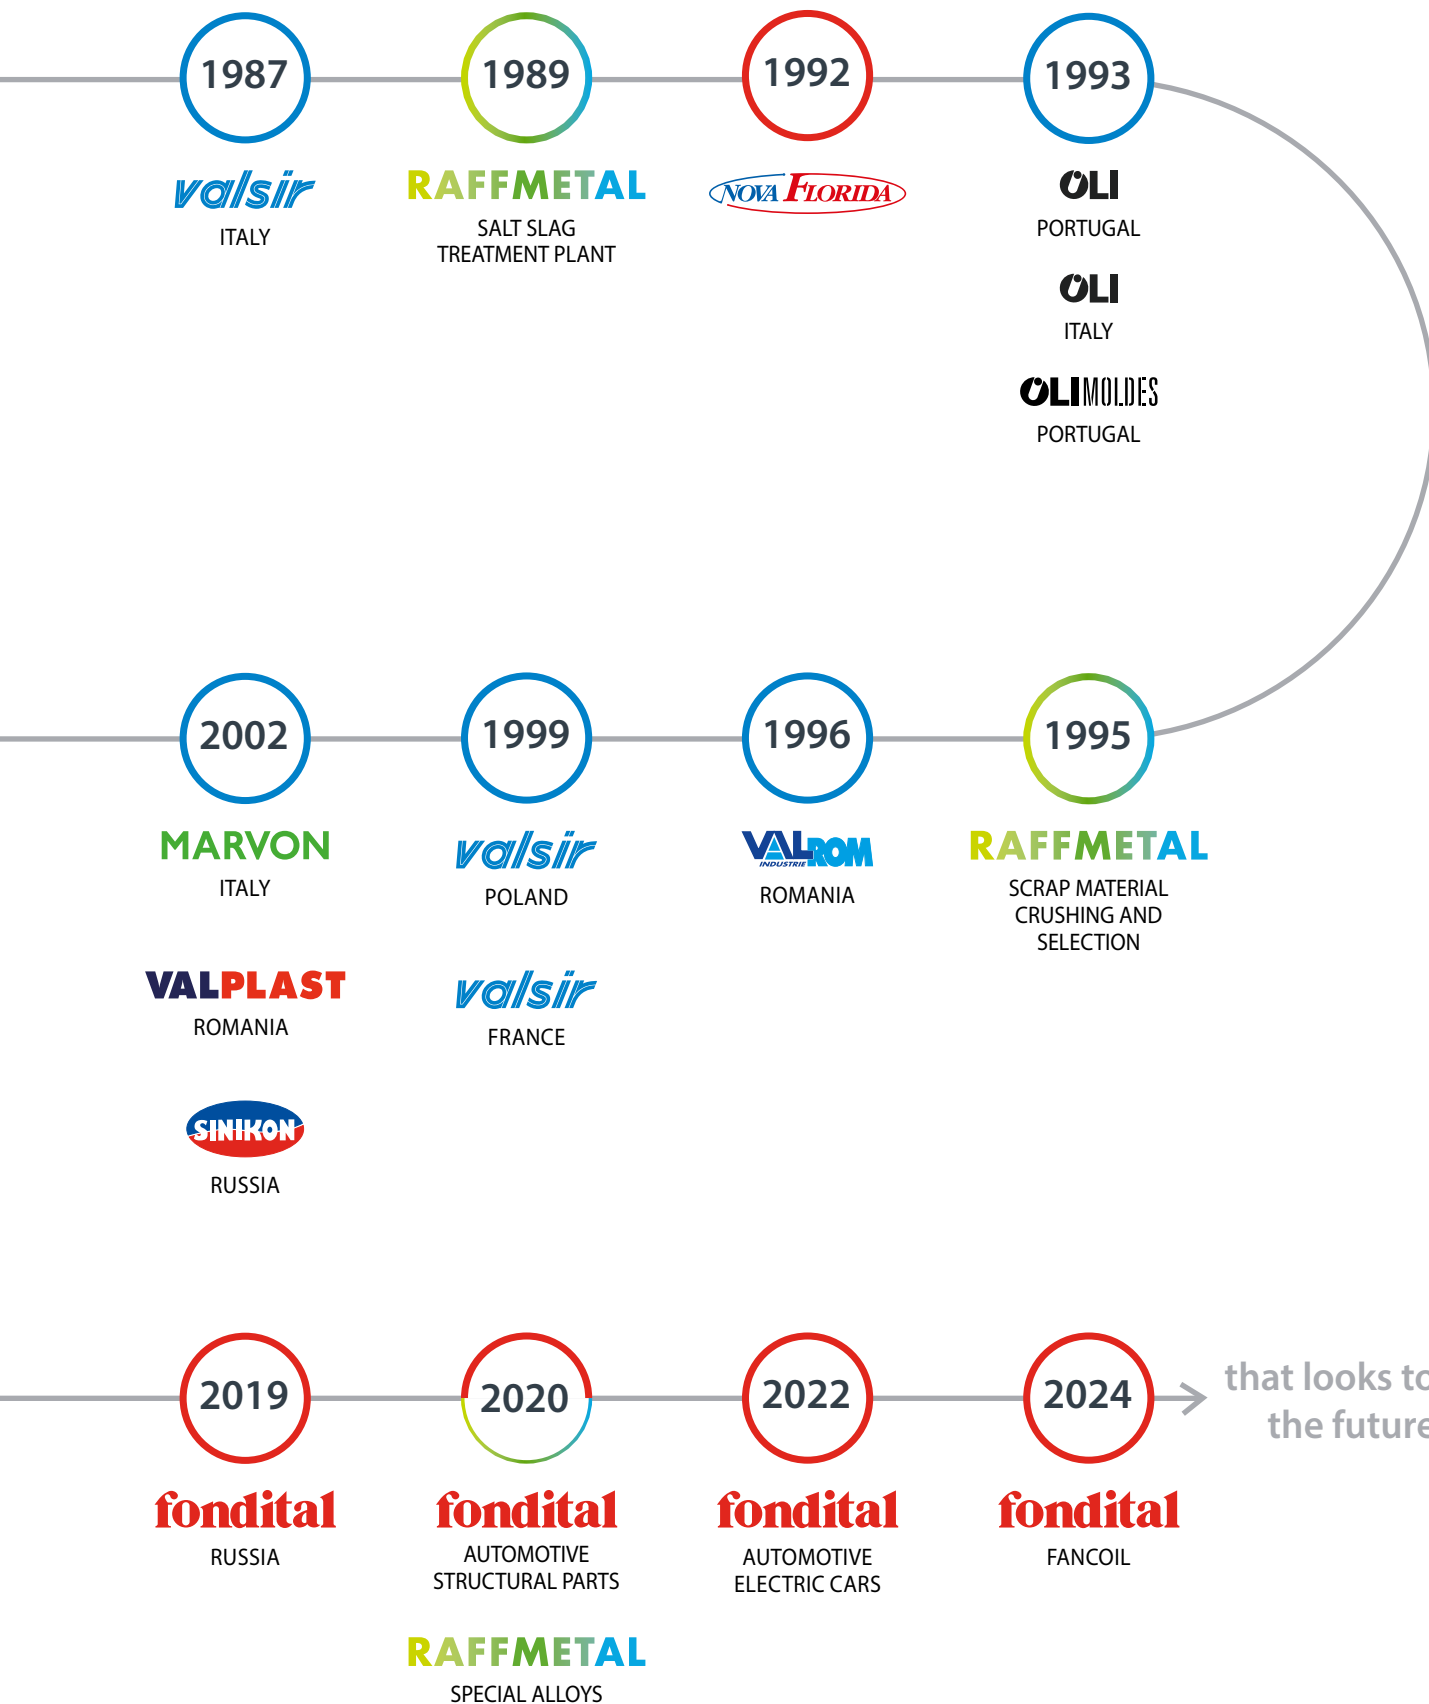 1987
valsir
ITALY
1989
RAFFMETAL
SALT SLAG
TREATMENT PLANT
1992
NOVA FLORIDA
1993
OLI
PORTUGAL
OLI
ITALY
OLI MOLDES
PORTUGAL
1995
RAFFMETAL
SCRAP MATERIAL
CRUSHING AND
SELECTION
1996
VALROM
INDUSTRIE
ROMANIA
1999
valsir
POLAND
valsir
FRANCE
2002
MARVON
ITALY
VALPLAST
ROMANIA
SINIKON
RUSSIA
2019
fondital
RUSSIA
2020
fondital
AUTOMOTIVE
STRUCTURAL PARTS
RAFFMETAL
SPECIAL ALLOYS
2022
fondital
AUTOMOTIVE
ELECTRIC CARS
2024
fondital
FANCOIL
that looks to
the future